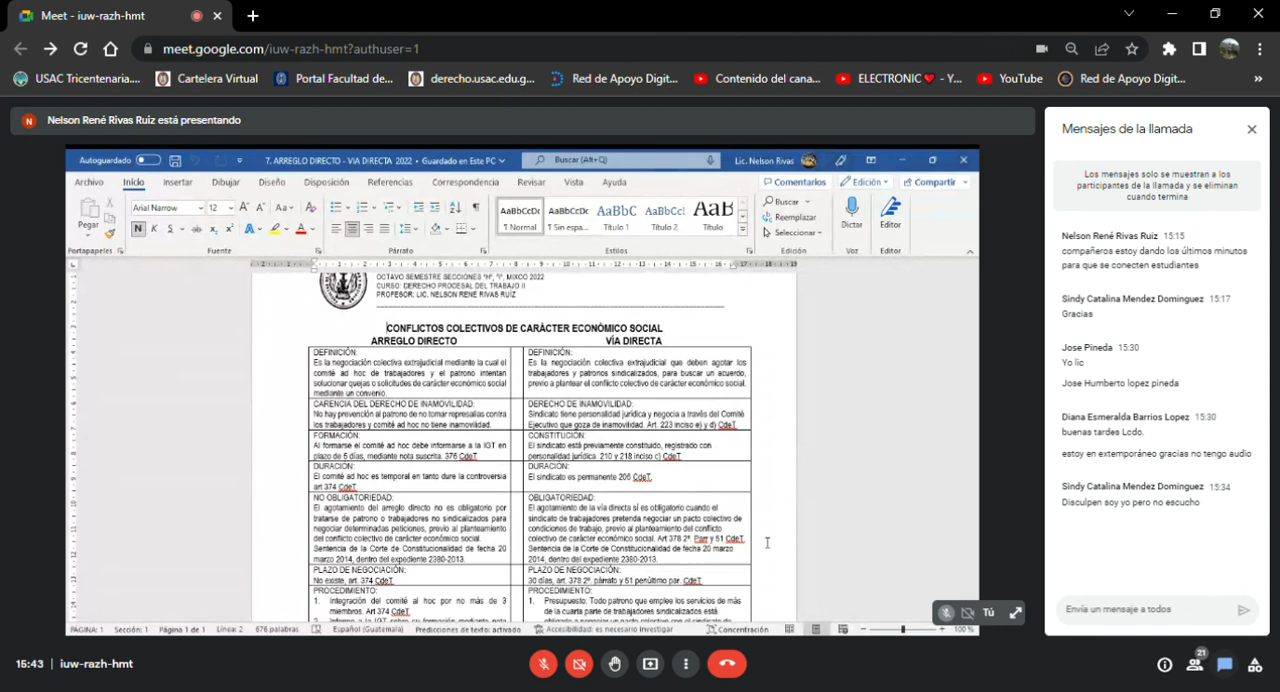 Meet - iuw-razh-hmt
meet.google.com/iuw-razh-hmt?authuser=1
USAC Tricentenaria.... Cartelera Virtual Portal Facultad de... derecho.usac.edu.g... Red de Apoyo Digit... Contenido del cana... ELECTRONIC - Y... YouTube Red de Apoyo Digit... »
N Nelson René Rivas Ruiz está presentando
Autoguardado 7. ARREGLO DIRECTO - VIA DIRECTA 2022 • Guardado en Este PC Buscar (Alt+Q) Lic. Nelson Rivas
Archivo Inicio Insertar Dibujar Diseño Disposición Referencias Correspondencia Revisar Vista Ayuda Comentarios Edición Compartir
Pegar Arial Narrow 12 AaBbCcDc AaBbCcDc AaBbC AaBbCcI AaB Buscar
¶ Normal ¶ Sin espa... Título 1 Título 2 Título Reemplazar
Seleccionar Dictar Editor
Portapapeles Fuente Párrafo Estilos Edición Voz Editor
OCTAVO SEMESTRE SECCIONES "H", "I", MIXCO 2022
CURSO: DERECHO PROCESAL DEL TRABAJO II
PROFESOR: LIC. NELSON RENÉ RIVAS RUÍZ
CONFLICTOS COLECTIVOS DE CARÁCTER ECONÓMICO SOCIAL
ARREGLO DIRECTO VÍA DIRECTA
DEFINICIÓN:
Es la negociación colectiva extrajudicial mediante la cual el
comité ad hoc de trabajadores y el patrono intentan
solucionar quejas o solicitudes de carácter económico social
mediante un convenio.
DEFINICIÓN:
Es la negociación colectiva extrajudicial que deben agotar los
trabajadores y patronos sindicalizados, para buscar un acuerdo,
previo a plantear el conflicto colectivo de carácter económico social.
CARENCIA DEL DERECHO DE INAMOVILIDAD:
No hay prevención al patrono de no tomar represalias contra
los trabajadores y comité ad hoc no tiene inamovilidad.
DERECHO DE INAMOVILIDAD:
Sindicato tiene personalidad jurídica y negocia a través del Comité
Ejecutivo que goza de inamovilidad. Art. 223 inciso e) y d) CdeT.
FORMACIÓN:
Al formarse el comité ad hoc debe informarse a la IGT en
plazo de 5 días, mediante nota suscrita. 376 CdeT
CONSTITUCIÓN:
El sindicato está previamente constituido, registrado con
personalidad jurídica. 210 y 218 inciso c) CdeT
DURACIÓN:
El comité ad hoc es temporal en tanto dure la controversia
art 374 CdeT
DURACIÓN:
El sindicato es permanente 206 CdeT.
NO OBLIGATORIEDAD:
El agotamiento del arreglo directo no es obligatorio por
tratarse de patrono o trabajadores no sindicalizados para
negociar determinadas peticiones, previo al planteamiento
del conflicto colectivo de carácter económico social.
Sentencia de la Corte de Constitucionalidad de fecha 20
marzo 2014, dentro del expediente 2380-2013.
OBLIGATORIEDAD:
El agotamiento de la vía directa sí es obligatorio cuando el
sindicato de trabajadores pretenda negociar un pacto colectivo de
condiciones de trabajo, previo al planteamiento del conflicto
colectivo de carácter económico social. Art 378 2º. Parr y 51 CdeT.
Sentencia de la Corte de Constitucionalidad de fecha 20 marzo
2014, dentro del expediente 2380-2013.
PLAZO DE NEGOCIACIÓN:
No existe, art. 374 CdeT
PLAZO DE NEGOCIACIÓN:
30 días, art. 378 2º. párrafo y 51 penúltimo par. CdeT
PROCEDIMIENTO:
1. Integración del comité al hoc por no más de 3
miembros. Art 374 CdeT
PROCEDIMIENTO:
1. Presupuesto: Todo patrono que emplee los servicios de más
de la cuarta parte de trabajadores sindicalizados está
PÁGINA: 1 Sección: 1 Página 1 de 1 Línea: 2 676 palabras Español (Guatemala) Predicciones de texto: activado Accesibilidad: es necesario investigar Concentración 100 %
Tú
Mensajes de la llamada
Los mensajes solo se muestran a los
participantes de la llamada y se eliminan
cuando termina
Nelson René Rivas Ruiz 15:15
compañeros estoy dando los últimos minutos
para que se conecten estudiantes
Sindy Catalina Mendez Dominguez 15:17
Gracias
Jose Pineda 15:30
Yo lic
Jose Humberto lopez pineda
Diana Esmeralda Barrios Lopez 15:30
buenas tardes Lcdo.
estoy en extemporáneo gracias no tengo audio
Sindy Catalina Mendez Dominguez 15:34
Disculpen soy yo pero no escucho
Envía un mensaje a todos
15:43 | iuw-razh-hmt
21